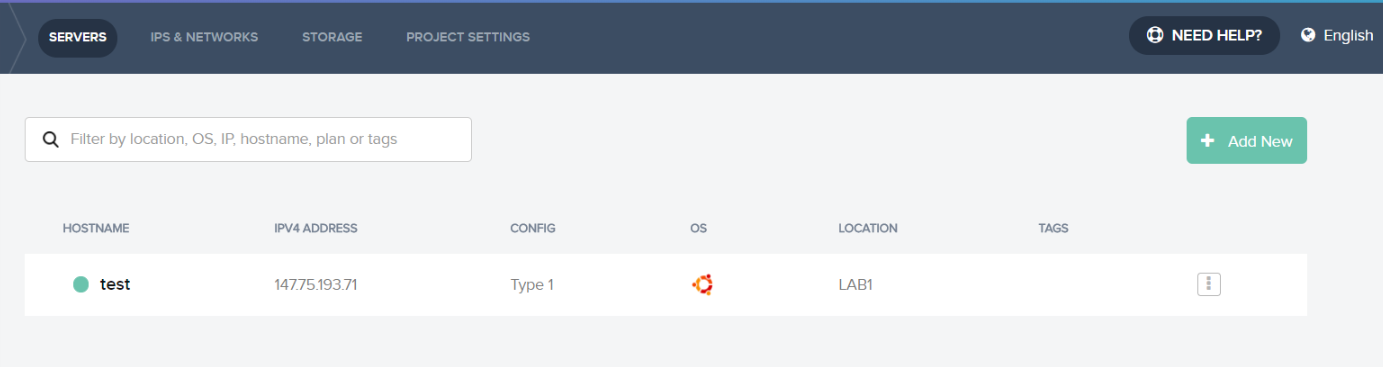 SERVERS IPS & NETWORKS STORAGE PROJECT SETTINGS NEED HELP? English
Filter by location, OS, IP, hostname, plan or tags
+ Add New
HOSTNAME IPV4 ADDRESS CONFIG OS LOCATION TAGS
test 147.75.193.71 Type 1 LAB1